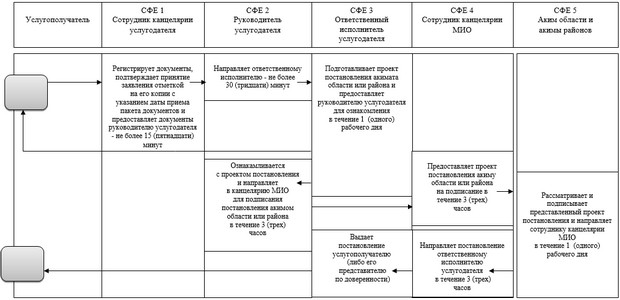 Услугополучатель
СФЕ 1
Сотрудник канцелярии
услугодателя
СФЕ 2
Руководитель
услугодателя
СФЕ 3
Ответственный
исполнитель
услугодателя
СФЕ 4
Сотрудник канцелярии
МИО
СФЕ 5
Аким области и
акимы районов
Регистрирует документы,
подтверждает принятие
заявления отметкой
на его копии с
указанием даты приема
пакета документов и
предоставляет документы
руководителю услугодателя
- не более 15 (пятнадцати)
минут
Направляет ответственному
исполнителю - не более
30 (тридцати) минут
Подготавливает проект
постановления акимата
области или района и
предоставляет
руководителю услугодателя
для ознакомления
в течение 1 (одного)
рабочего дня
Ознакамливается
с проектом постановления
и направляет
в канцелярию МИО
для подписания
постановления акимом
области или района
в течение 3 (трех)
часов
Предоставляет проект
постановления акиму
области или района
на подписание в
течение 3 (трех)
часов
Рассматривает и
подписывает
представленный проект
постановления и направляет
сотруднику канцелярии
МИО
в течение 1 (одного)
рабочего дня
Выдает
постановление
услугополучателю
(либо его
представителю
по доверенности)
Направляет постановление
ответственному
исполнителю
услугодателя
в течение 3 (трех)
часов